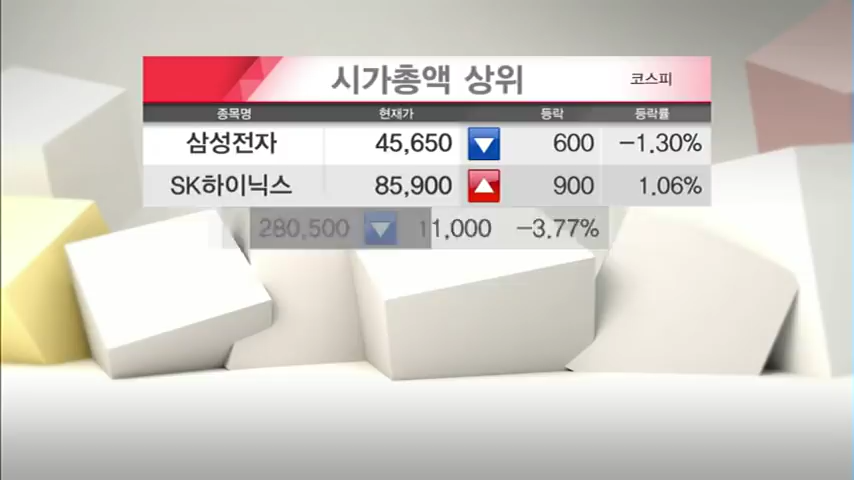 시가총액 상위 코스피
종목명 현재가 등락 등락률
삼성전자 45,650 ▼ 600 -1.30%
SK하이닉스 85,900 ▲ 900 1.06%
280,500 ▼ 11,000 -3.77%